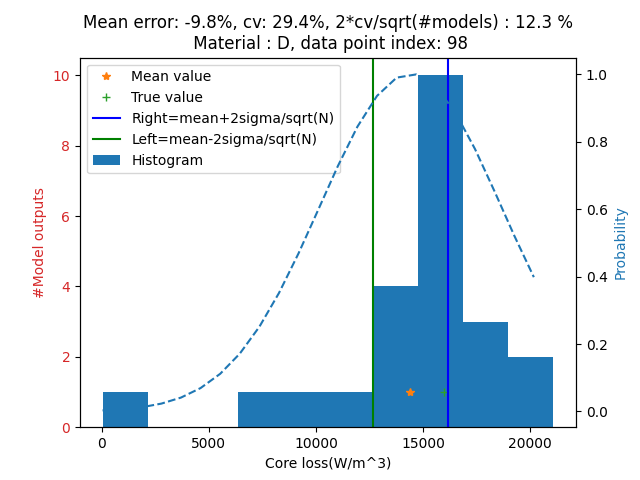 Mean error: -9.8%, cv: 29.4%, 2*cv/sqrt(#models) : 12.3 %
Material : D, data point index: 98
Mean value
True value
Right=mean+2sigma/sqrt(N)
Left=mean-2sigma/sqrt(N)
Histogram
10
8
6
4
2
0
#Model outputs
1.0
0.8
0.6
0.4
0.2
0.0
Probability
0 5000 10000 15000 20000
Core loss(W/m^3)